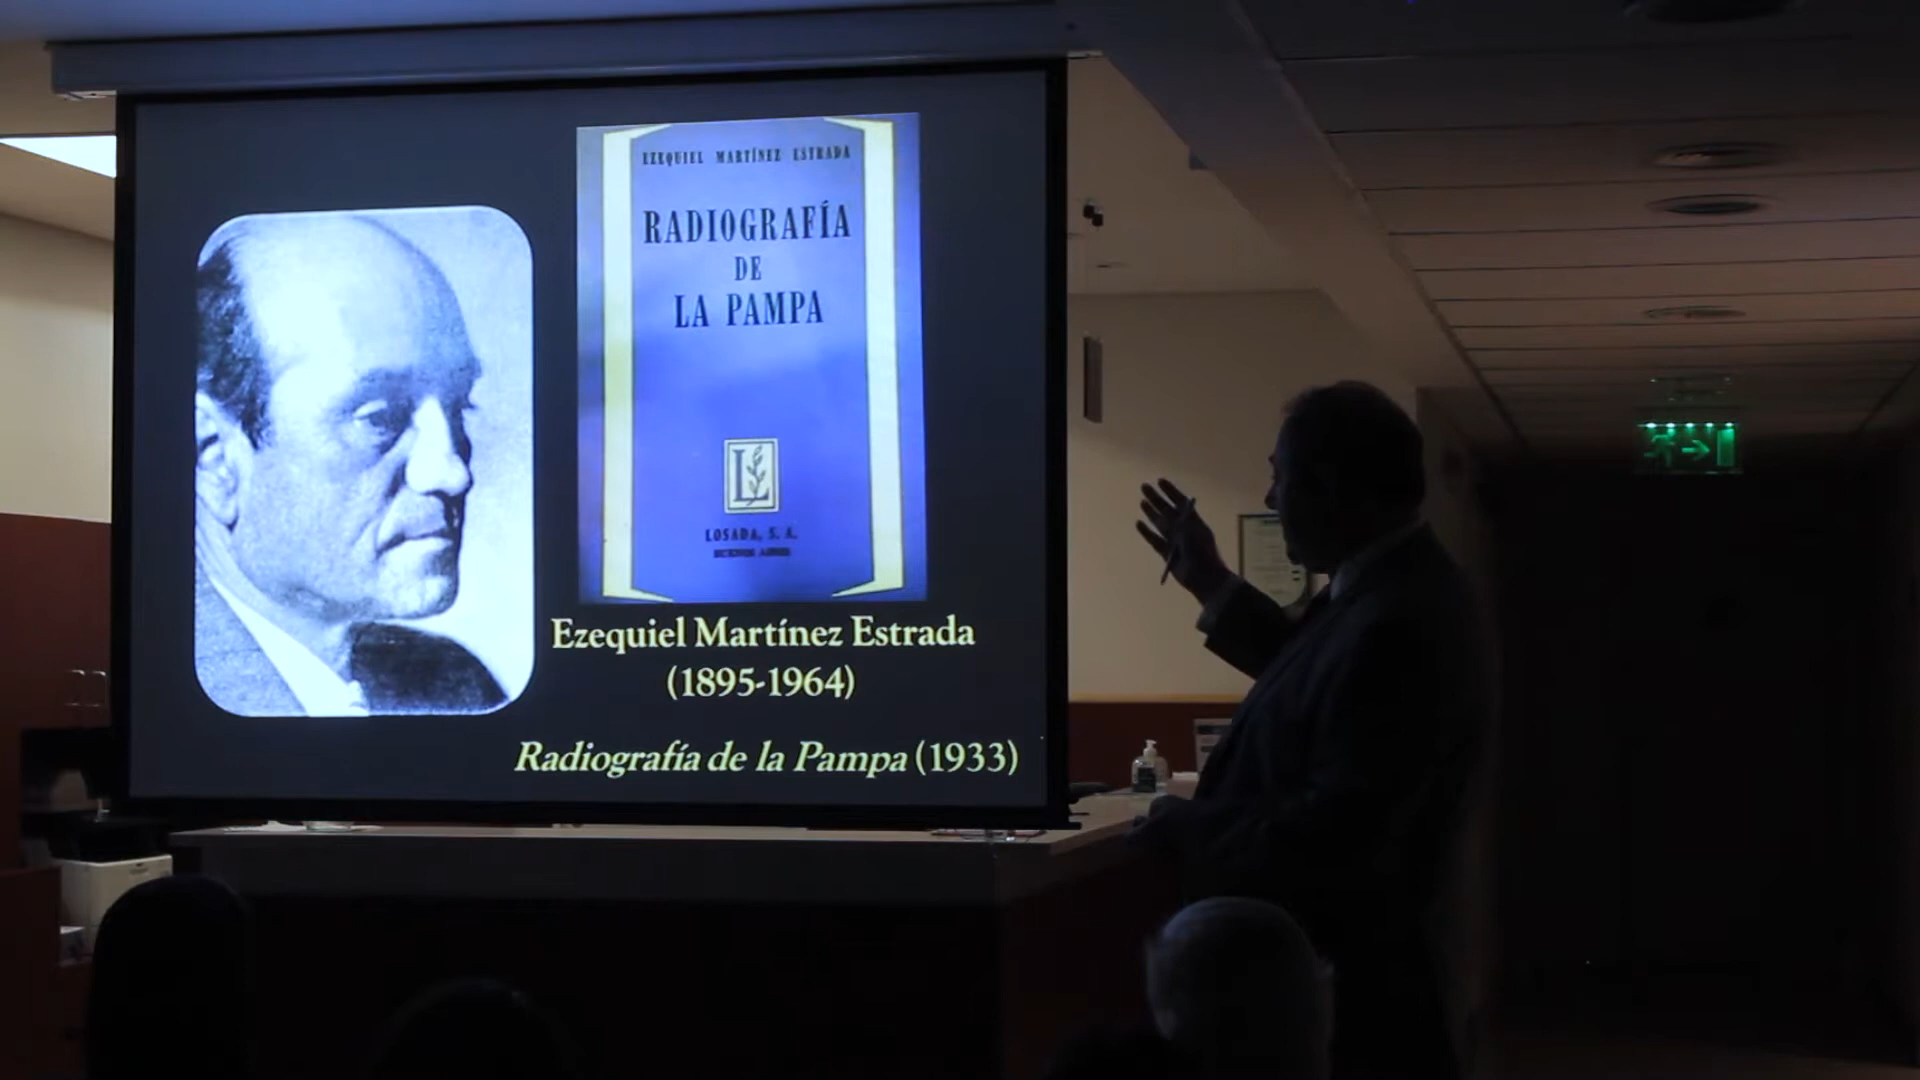 EZEQUIEL MARTÍNEZ ESTRADA
RADIOGRAFÍA
DE
LA PAMPA
L
LOSADA, S. A.
BUENOS AIRES
Ezequiel Martínez Estrada
(1895-1964)
Radiografía de la Pampa (1933)